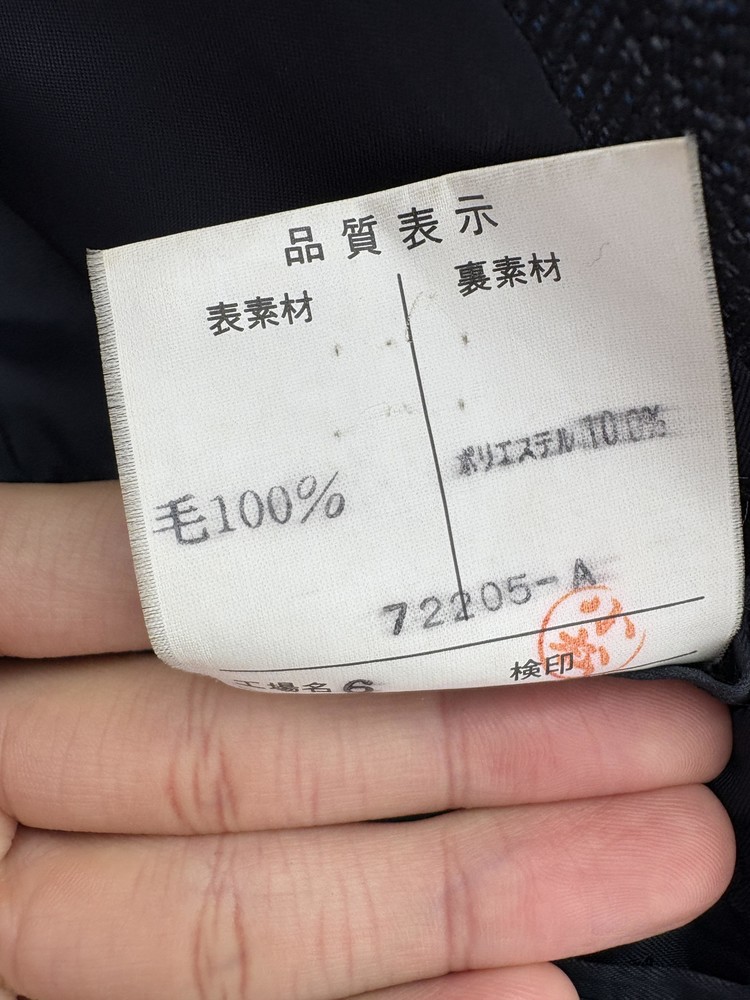 品質表示
表素材
裏素材
毛100%
ポリエステル100%
72205-A
工場名6
検印